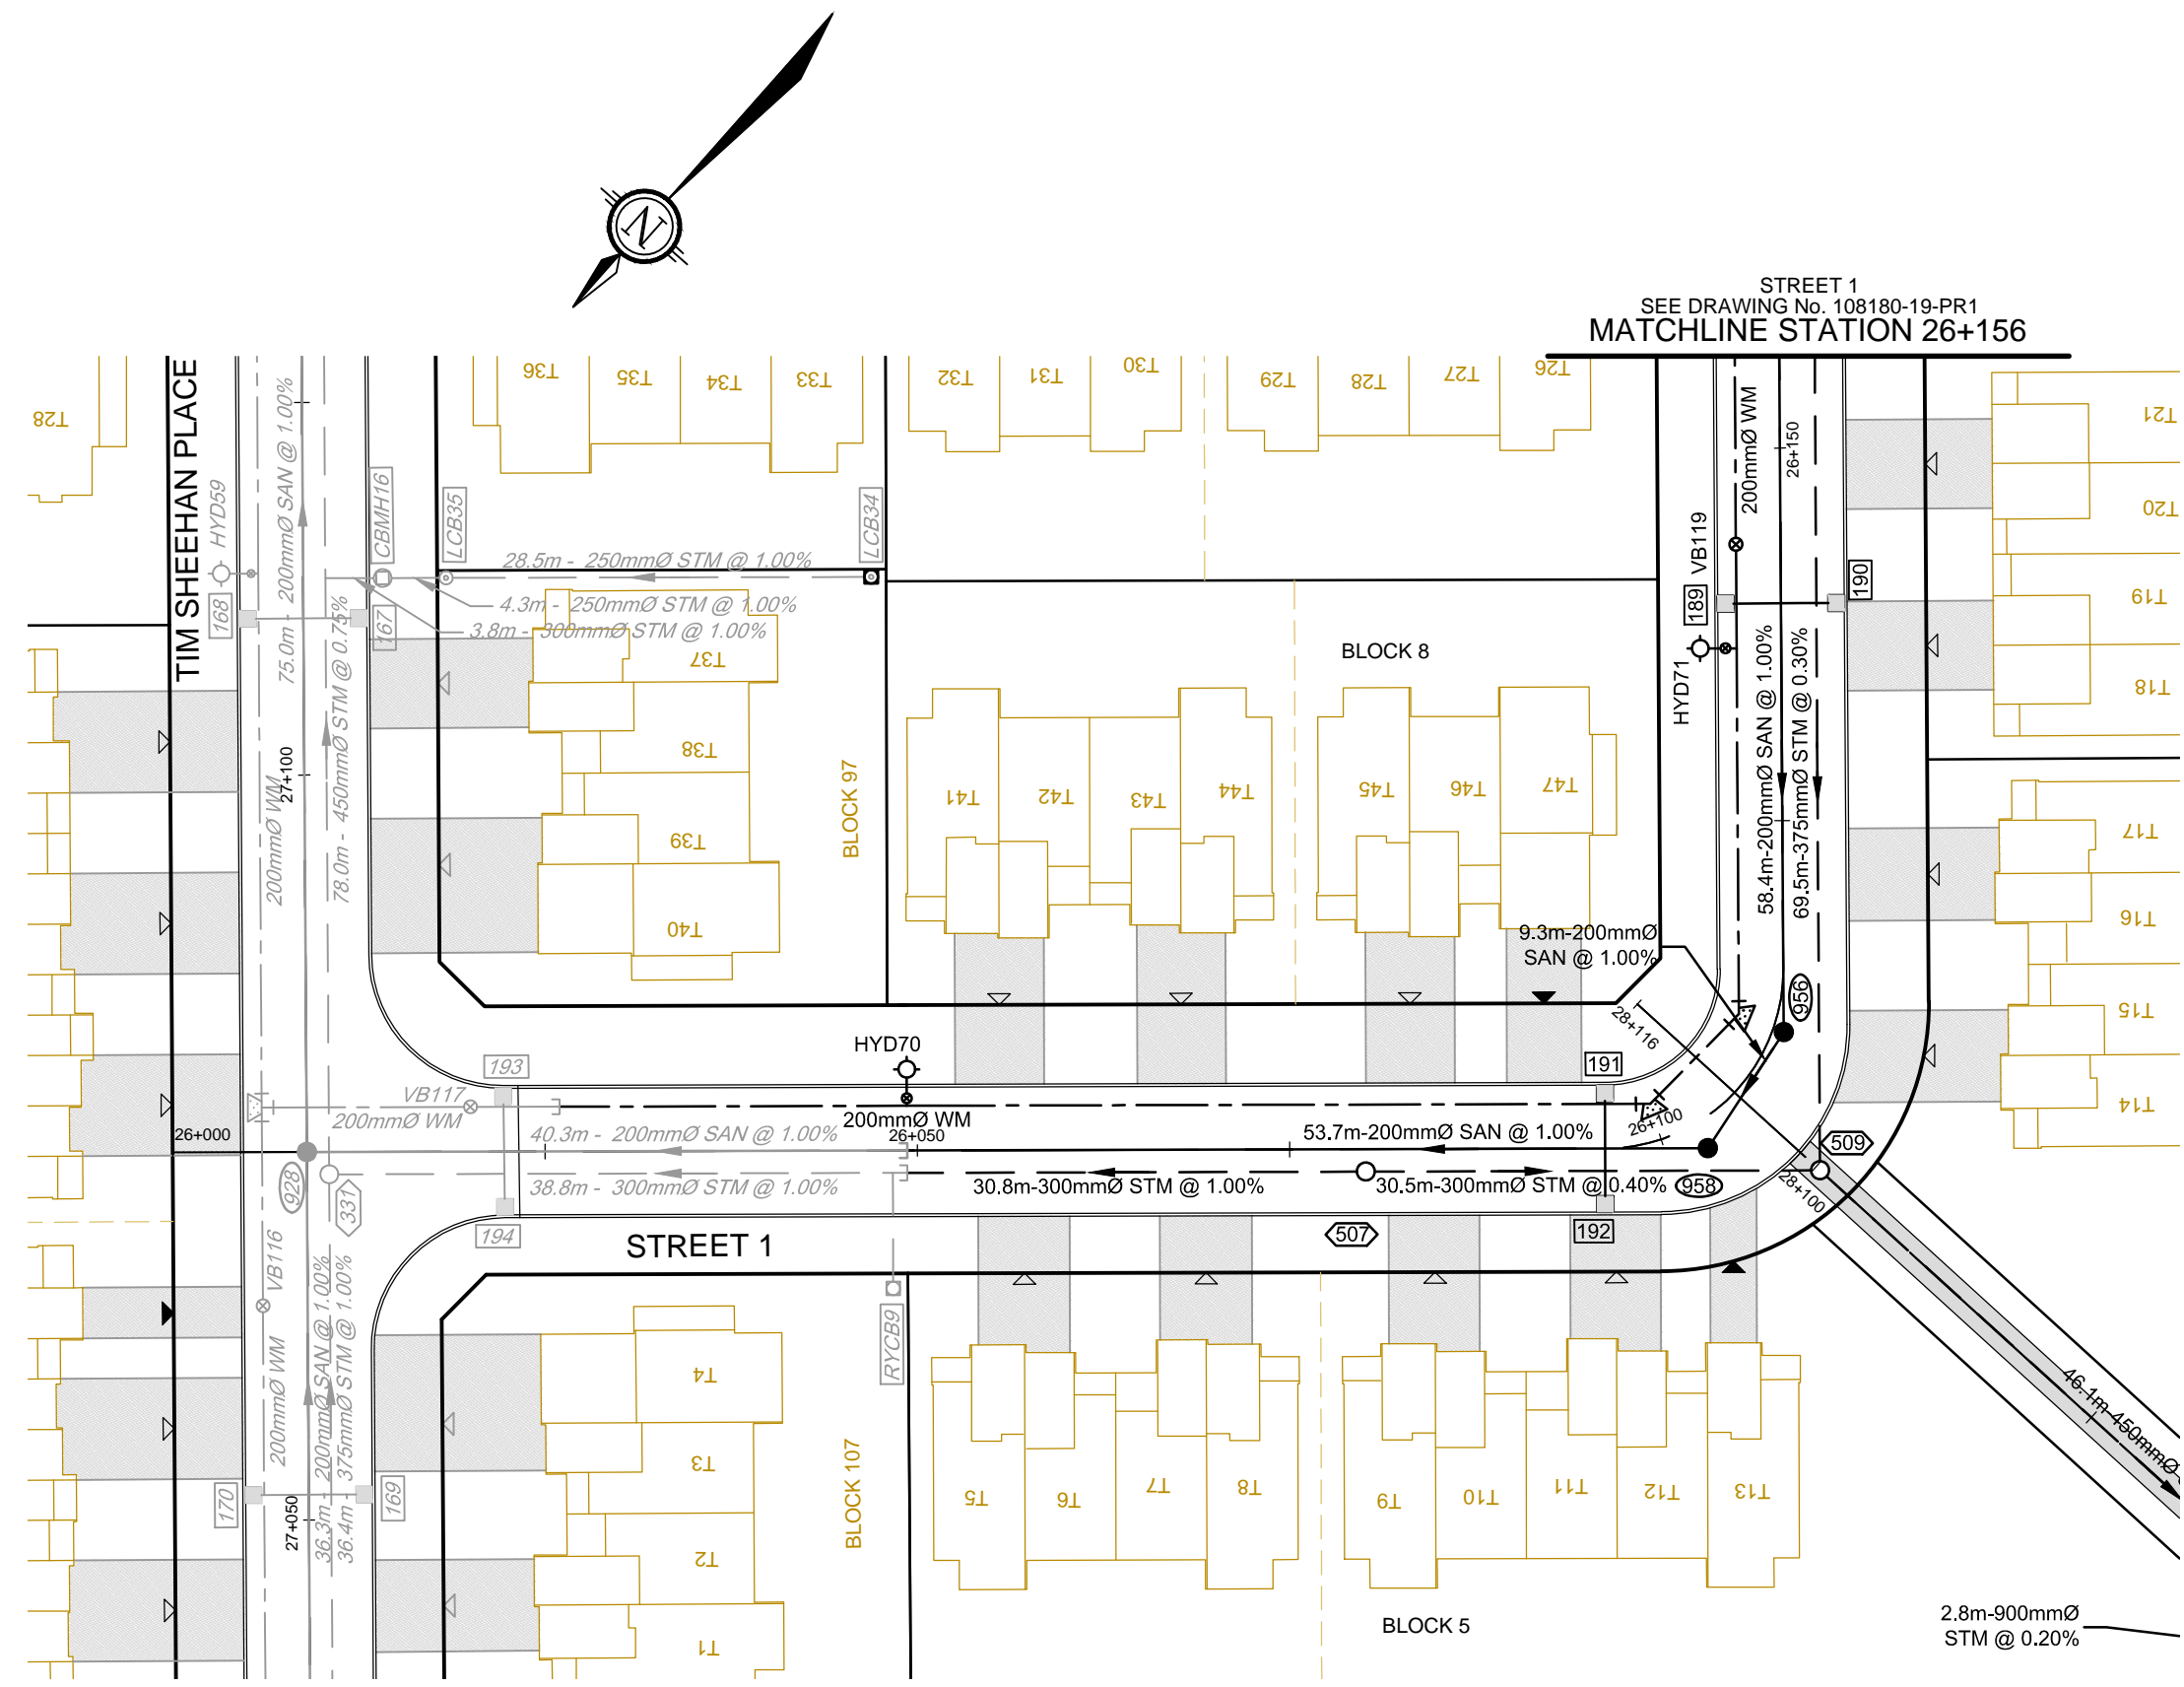 N
STREET 1
SEE DRAWING No. 108180-19-PR1
MATCHLINE STATION 26+156
T28
TIM SHEEHAN PLACE
HYD59
75.0m - 200mmØ SAN @ 1.00%
T36
T35
T34
T33
T32
T31
T30
T29
T28
T27
T26
200mmØ WM
26+150
T21
T20
T19
T18
CBMH16
LCB35
LCB34
28.5m - 250mmØ STM @ 1.00%
4.3m - 250mmØ STM @ 1.00%
3.8m - 300mmØ STM @ 1.00%
168
167
VB119
189
190
HYD71
BLOCK 8
T37
T38
T39
T40
BLOCK 97
T41
T42
T43
T44
T45
T46
T47
200mmØ WM
27+100
78.0m - 450mmØ STM @ 0.75%
58.4m-200mmØ SAN @ 1.00%
69.5m-375mmØ STM @ 0.30%
T17
T16
T15
T14
9.3m-200mmØ
SAN @ 1.00%
956
28+116
HYD70
193
191
VB117
200mmØ WM
200mmØ WM
26+000
26+050
26+100
40.3m - 200mmØ SAN @ 1.00%
53.7m-200mmØ SAN @ 1.00%
509
928
331
38.8m - 300mmØ STM @ 1.00%
30.8m-300mmØ STM @ 1.00%
30.5m-300mmØ STM @ 0.40%
958
28+100
194
STREET 1
507
192
VB116
200mmØ WM
36.3m - 200mmØ SAN @ 1.00%
36.4m - 375mmØ STM @ 1.00%
RYCB9
T4
T3
T2
T1
BLOCK 107
T5
T6
T7
T8
T9
T10
T11
T12
T13
46.1m-450mmØ
170
169
27+050
BLOCK 5
2.8m-900mmØ
STM @ 0.20%